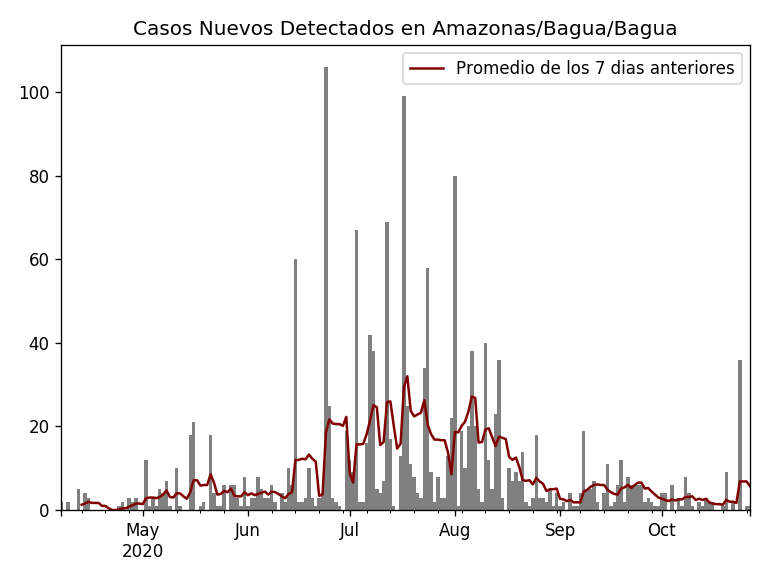 Casos Nuevos Detectados en Amazonas/Bagua/Bagua
Promedio de los 7 dias anteriores
100
80
60
40
20
0
May Jun Jul Aug Sep Oct
2020